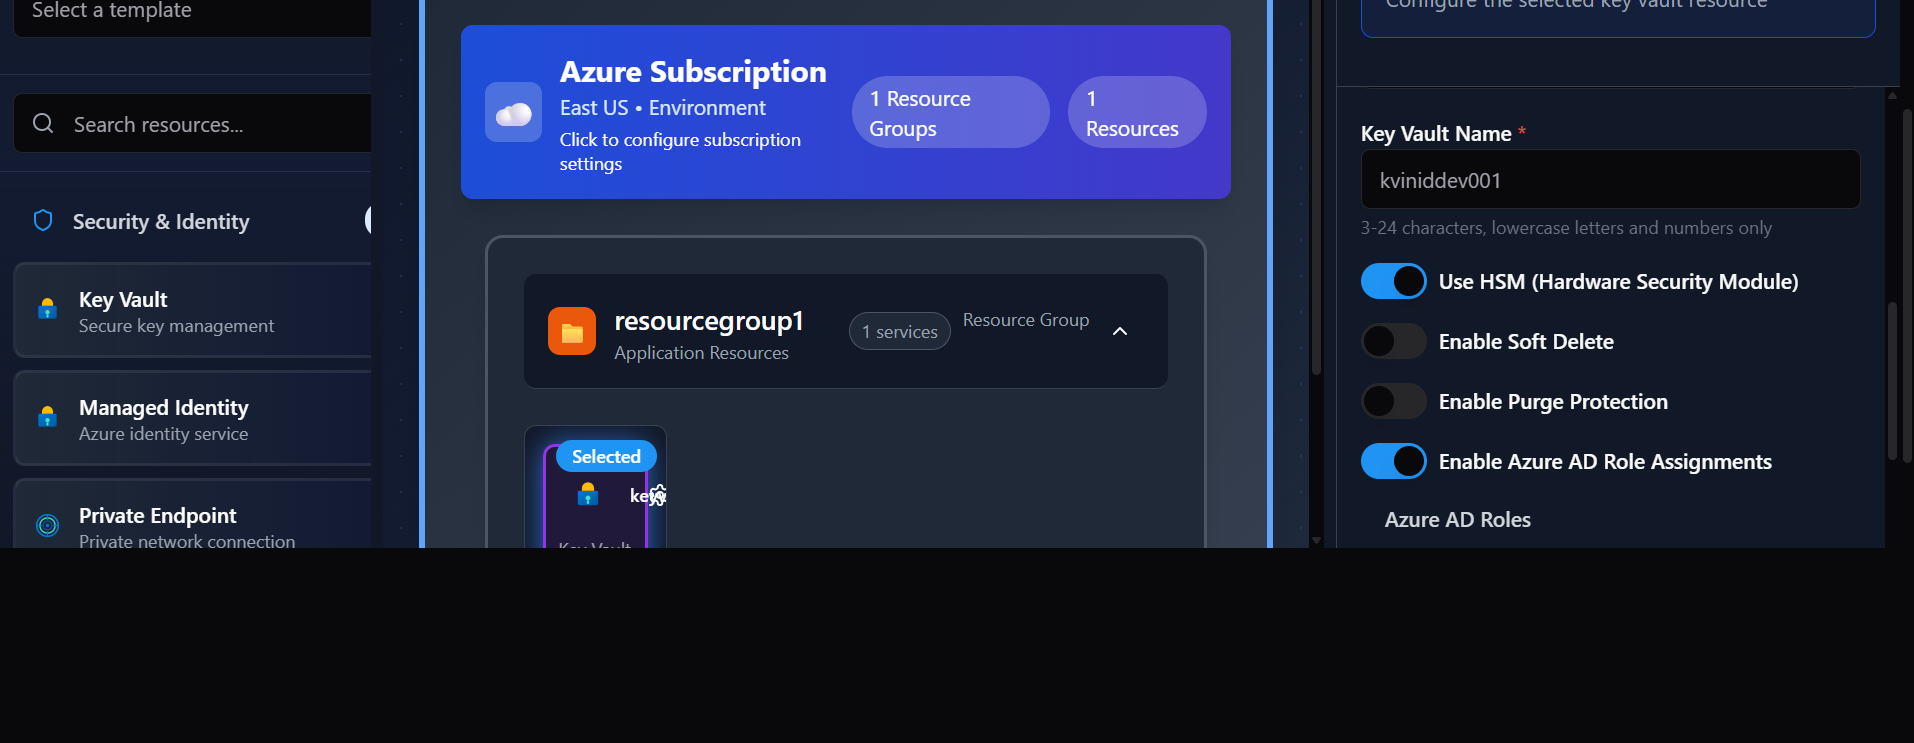 Select a template
Search resources...
Security & Identity
Key Vault
Secure key management
Managed Identity
Azure identity service
Private Endpoint
Private network connection
Azure Subscription
East US • Environment
Click to configure subscription
settings
1 Resource
Groups
1
Resources
resourcegroup1
Application Resources
1 services
Resource Group
Selected
Key Vault
Configure the selected key vault resource
Key Vault Name *
kviniddev001
3-24 characters, lowercase letters and numbers only
Use HSM (Hardware Security Module)
Enable Soft Delete
Enable Purge Protection
Enable Azure AD Role Assignments
Azure AD Roles